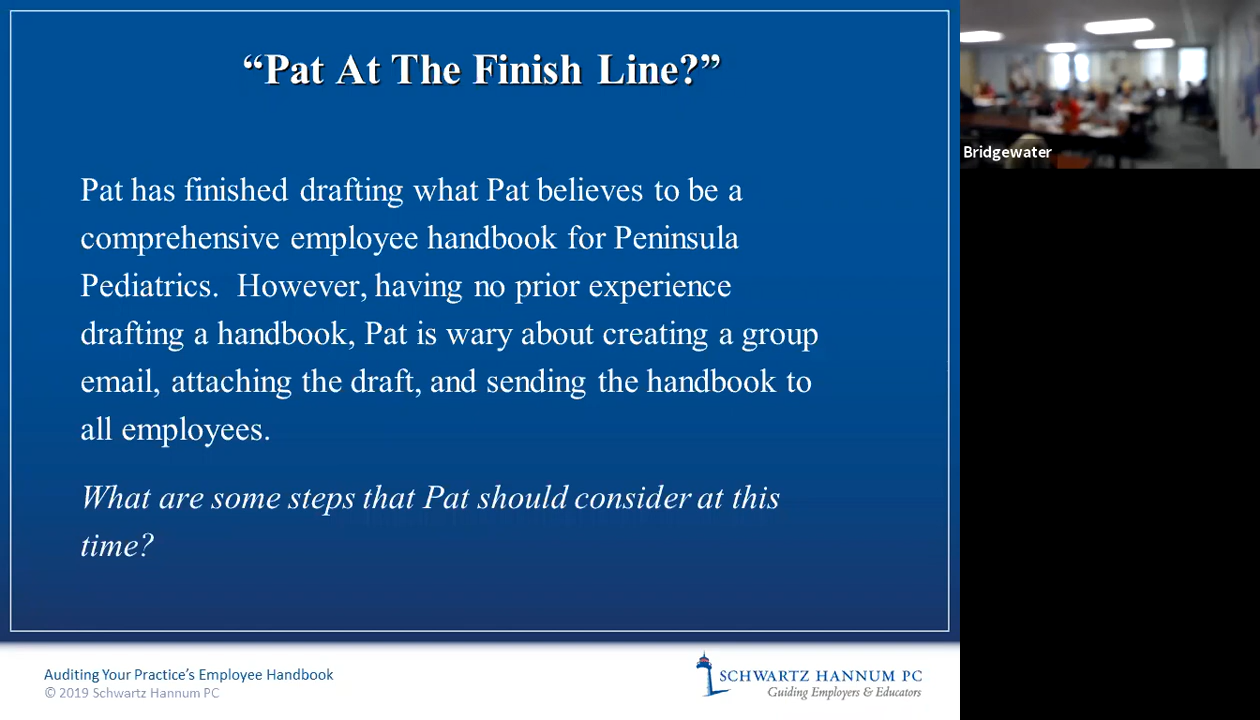 “Pat At The Finish Line?”
Pat has finished drafting what Pat believes to be a
comprehensive employee handbook for Peninsula
Pediatrics.  However, having no prior experience
drafting a handbook, Pat is wary about creating a group
email, attaching the draft, and sending the handbook to
all employees.
What are some steps that Pat should consider at this
time?
Auditing Your Practice’s Employee Handbook
© 2019 Schwartz Hannum PC
SCHWARTZ HANNUM PC
Guiding Employers & Educators
Bridgewater